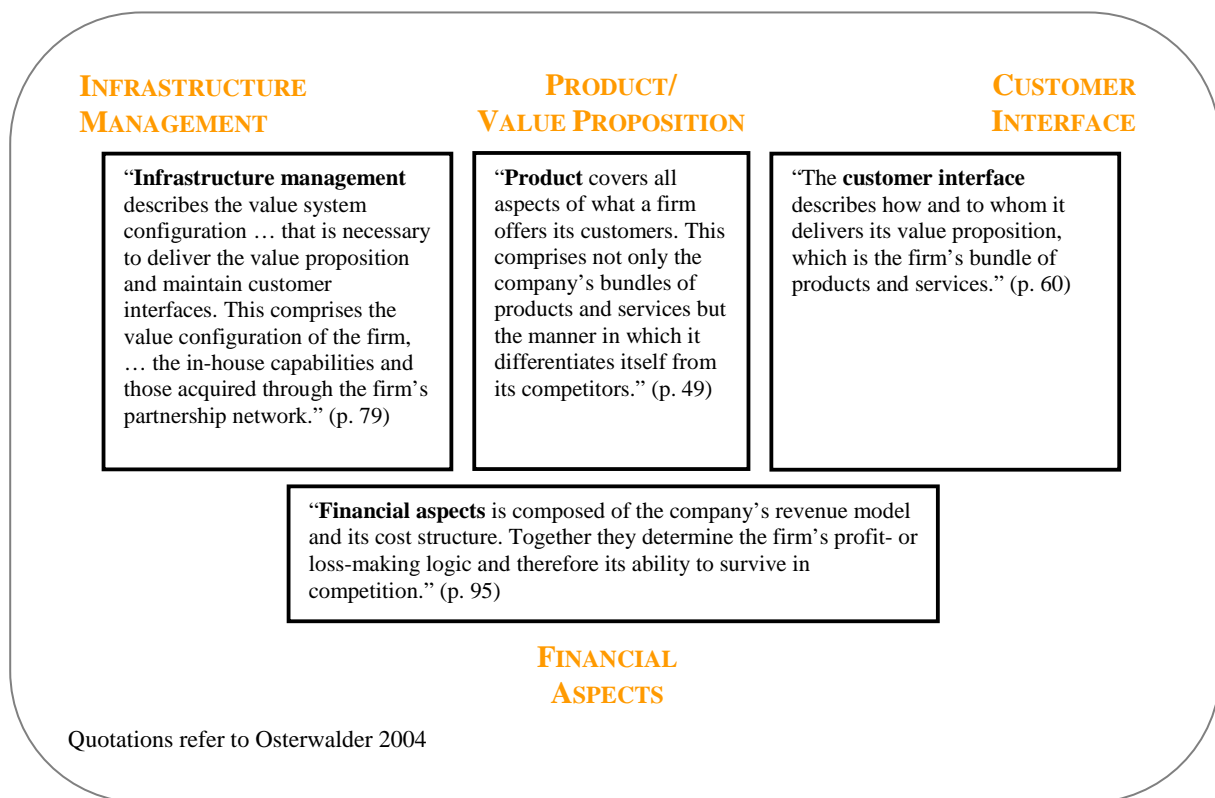 INFRASTRUCTURE
MANAGEMENT
PRODUCT/
VALUE PROPOSITION
CUSTOMER
INTERFACE
“Infrastructure management
describes the value system
configuration … that is necessary
to deliver the value proposition
and maintain customer
interfaces. This comprises the
value configuration of the firm,
… the in-house capabilities and
those acquired through the firm’s
partnership network.” (p. 79)
“Product covers all
aspects of what a firm
offers its customers. This
comprises not only the
company’s bundles of
products and services but
the manner in which it
differentiates itself from
its competitors.” (p. 49)
“The customer interface
describes how and to whom it
delivers its value proposition,
which is the firm’s bundle of
products and services.” (p. 60)
“Financial aspects is composed of the company’s revenue model
and its cost structure. Together they determine the firm’s profit- or
loss-making logic and therefore its ability to survive in
competition.” (p. 95)
FINANCIAL
ASPECTS
Quotations refer to Osterwalder 2004